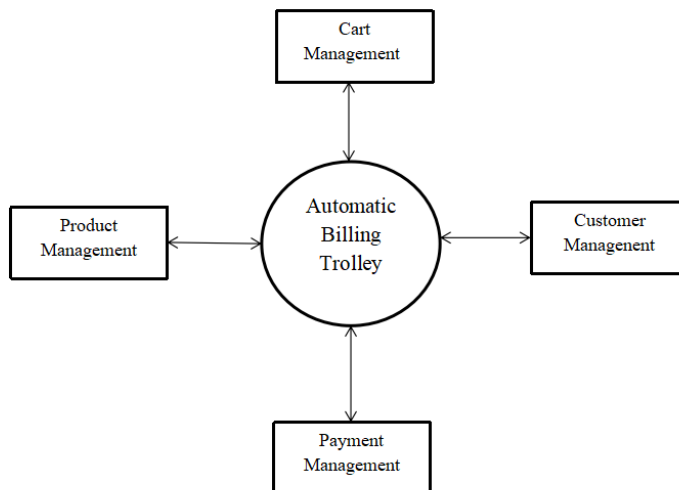 Cart
Management
Automatic
Billing
Trolley
Product
Management
Customer
Managenent
Payment
Management